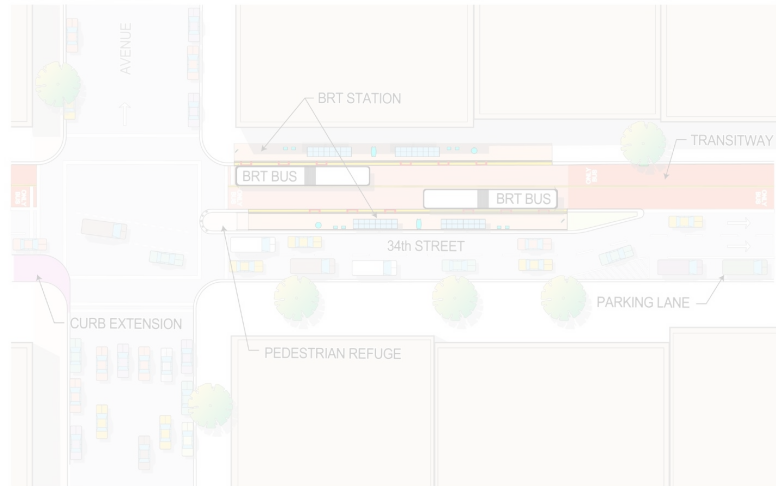 AVENUE
BRT STATION
TRANSITWAY
BRT BUS
BRT BUS
34th STREET
PARKING LANE
CURB EXTENSION
PEDESTRIAN REFUGE